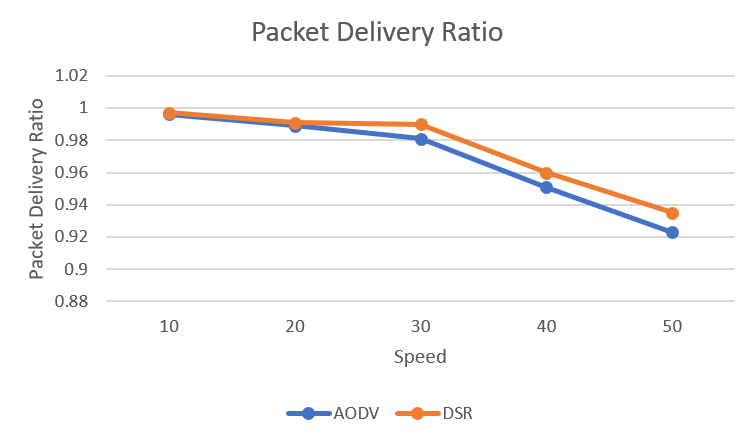 Packet Delivery Ratio
Packet Delivery Ratio
1.02
1
0.98
0.96
0.94
0.92
0.9
0.88
10 20 30 40 50
Speed
AODV DSR